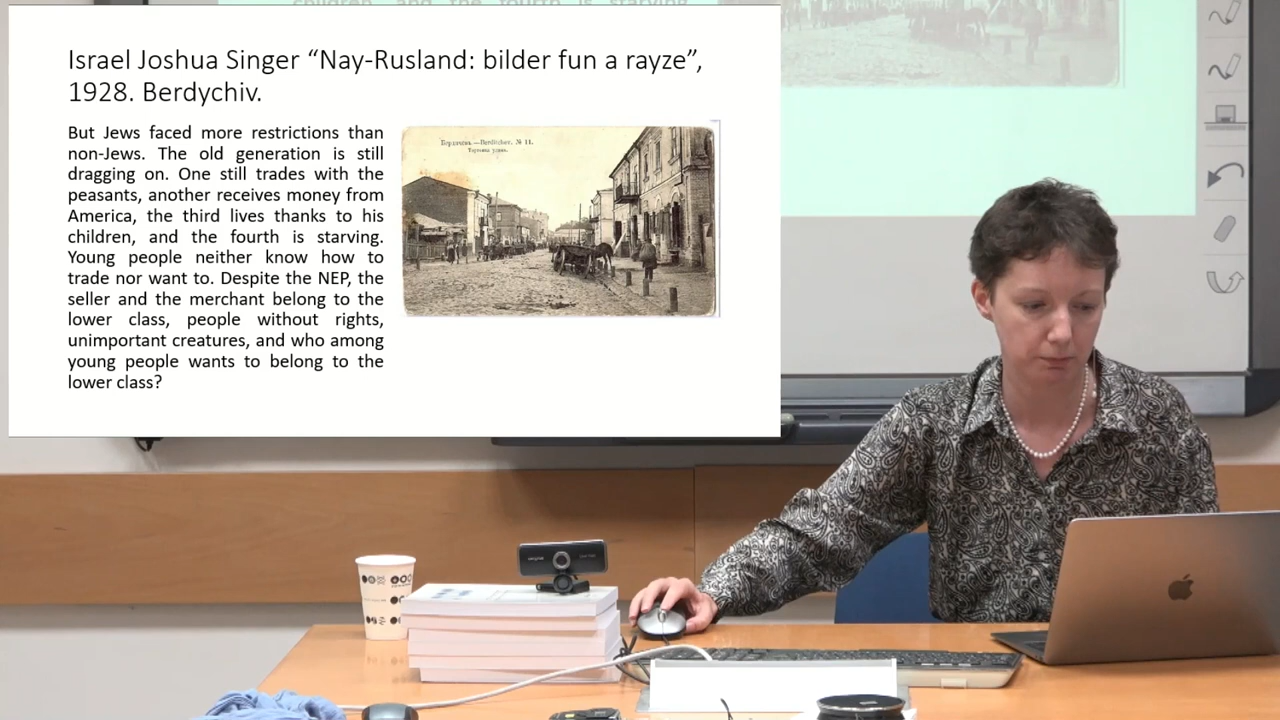 children, and the fourth is starving.
Israel Joshua Singer “Nay-Rusland: bilder fun a rayze”,
1928. Berdychiv.
But Jews faced more restrictions than
non-Jews. The old generation is still
dragging on. One still trades with the
peasants, another receives money from
America, the third lives thanks to his
children, and the fourth is starving.
Young people neither know how to
trade nor want to. Despite the NEP, the
seller and the merchant belong to the
lower class, people without rights,
unimportant creatures, and who among
young people wants to belong to the
lower class?
Бердичевъ.—Berditchev. № 11.